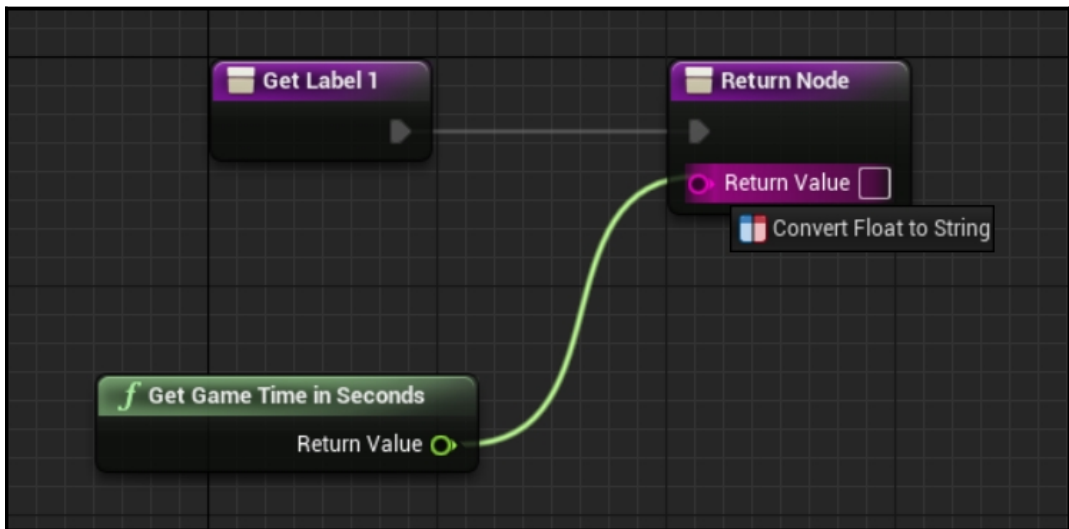 Get Label 1
Return Node
Return Value
Convert Float to String
f Get Game Time in Seconds
Return Value